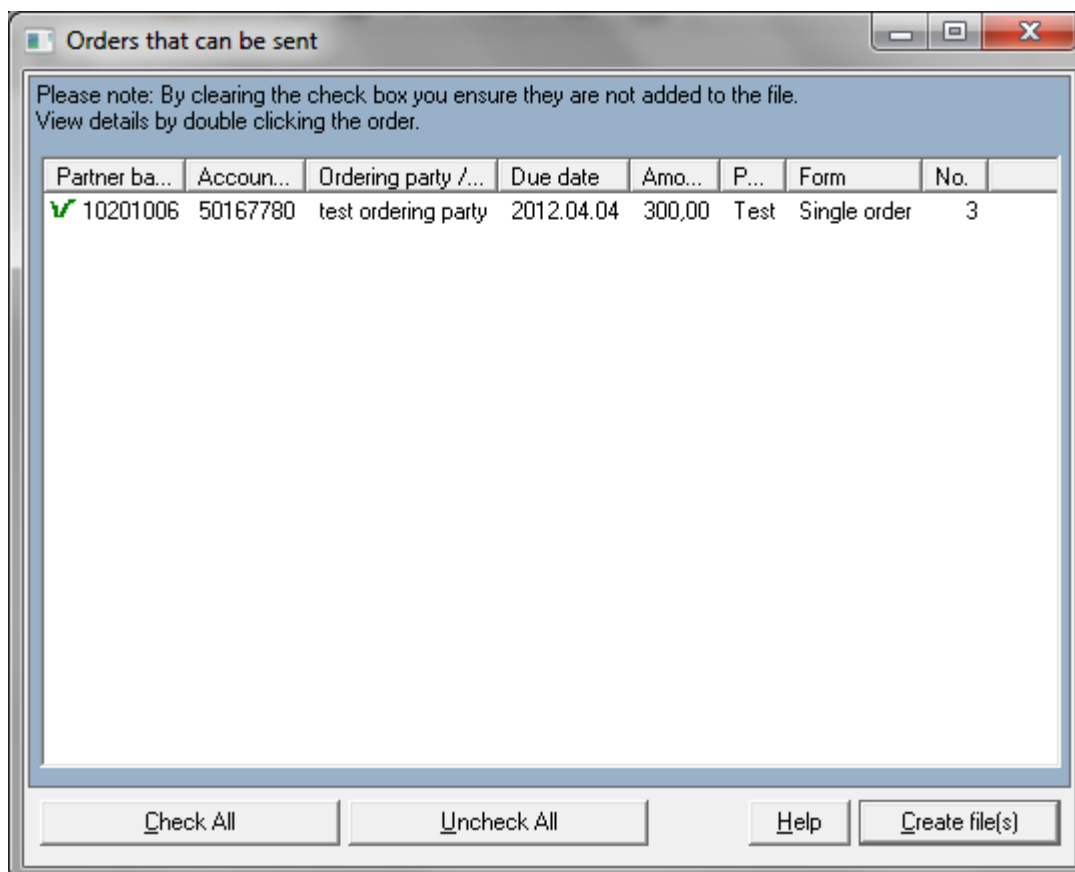 Orders that can be sent
Please note: By clearing the check box you ensure they are not added to the file.
View details by double clicking the order.
Partner ba... Accoun... Ordering party /... Due date Amo... P... Form No.
10201006 50167780 test ordering party 2012.04.04 300,00 Test Single order 3
Check All Uncheck All Help Create file(s)